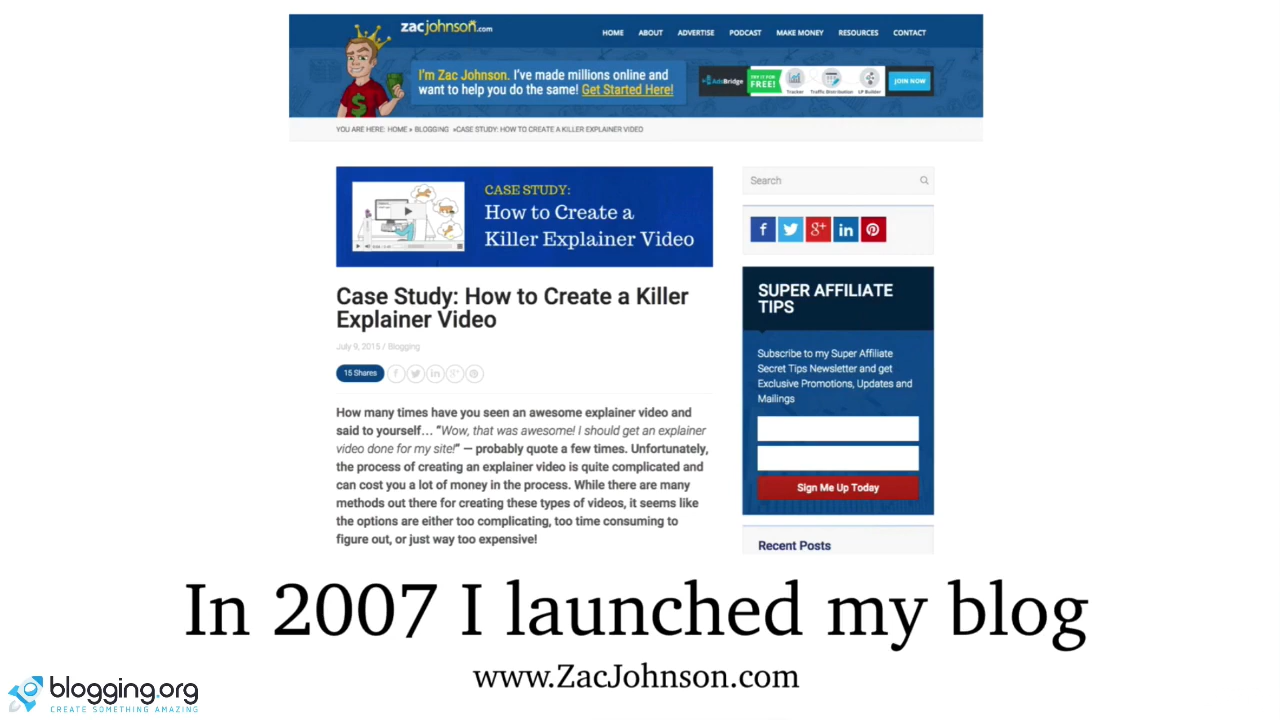 zacjohnson.com
HOME ABOUT ADVERTISE PODCAST MAKE MONEY RESOURCES CONTACT
I'm Zac Johnson. I've made millions online and
want to help you do the same! Get Started Here!
AdsBridge
PAY IT FOR
FREE!
Tracker Traffic Distribution LP Builder
JOIN NOW
YOU ARE HERE: HOME » BLOGGING »CASE STUDY: HOW TO CREATE A KILLER EXPLAINER VIDEO
CASE STUDY:
How to Create a
Killer Explainer Video
Case Study: How to Create a Killer
Explainer Video
July 9, 2015 / Blogging
15 Shares
How many times have you seen an awesome explainer video and
said to yourself… “Wow, that was awesome! I should get an explainer
video done for my site!“ — probably quote a few times. Unfortunately,
the process of creating an explainer video is quite complicated and
can cost you a lot of money in the process. While there are many
methods out there for creating these types of videos, it seems like
the options are either too complicating, too time consuming to
figure out, or just way too expensive!
Search
SUPER AFFILIATE
TIPS
Subscribe to my Super Affiliate
Secret Tips Newsletter and get
Exclusive Promotions, Updates and
Mailings
Sign Me Up Today
Recent Posts
In 2007 I launched my blog
www.ZacJohnson.com
blogging.org
CREATE SOMETHING AMAZING